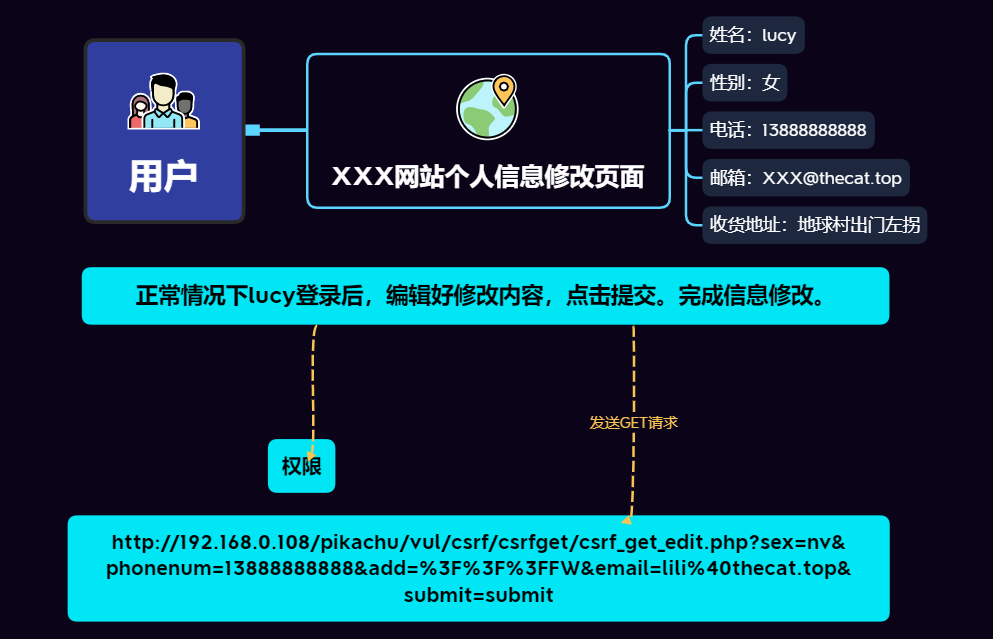 用户
XXX网站个人信息修改页面
姓名：lucy
性别：女
电话：13888888888
邮箱：XXX@thecat.top
收货地址：地球村出门左拐
正常情况下lucy登录后，编辑好修改内容，点击提交。完成信息修改。
发送GET请求
权限
http://192.168.0.108/pikachu/vul/csrf/csrfget/csrf_get_edit.php?sex=nv&
phonenum=13888888888&add=%3F%3F%3FFW&email=lili%40thecat.top&
submit=submit